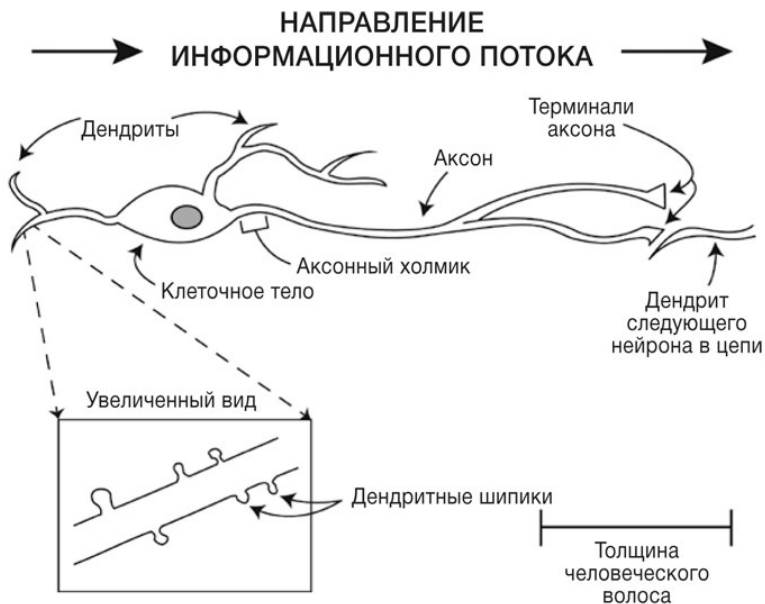 НАПРАВЛЕНИЕ
ИНФОРМАЦИОННОГО ПОТОКА
Дендриты
Терминали
аксона
Аксон
Аксонный холмик
Клеточное тело
Дендрит
следующего
нейрона в цепи
Увеличенный вид
Дендритные шипики
Толщина
человеческого
волоса